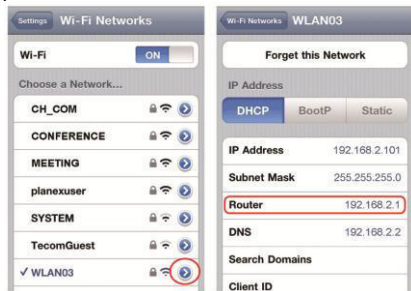 Settings Wi-Fi Networks
Wi-Fi ON
Choose a Network...
CH_COM
CONFERENCE
MEETING
planexuser
SYSTEM
TecomGuest
✓ WLAN03
Wi-Fi Networks WLAN03
Forget this Network
IP Address
DHCP BootP Static
IP Address 192.168.2.101
Subnet Mask 255.255.255.0
Router 192.168.2.1
DNS 192.168.2.2
Search Domains
Client ID